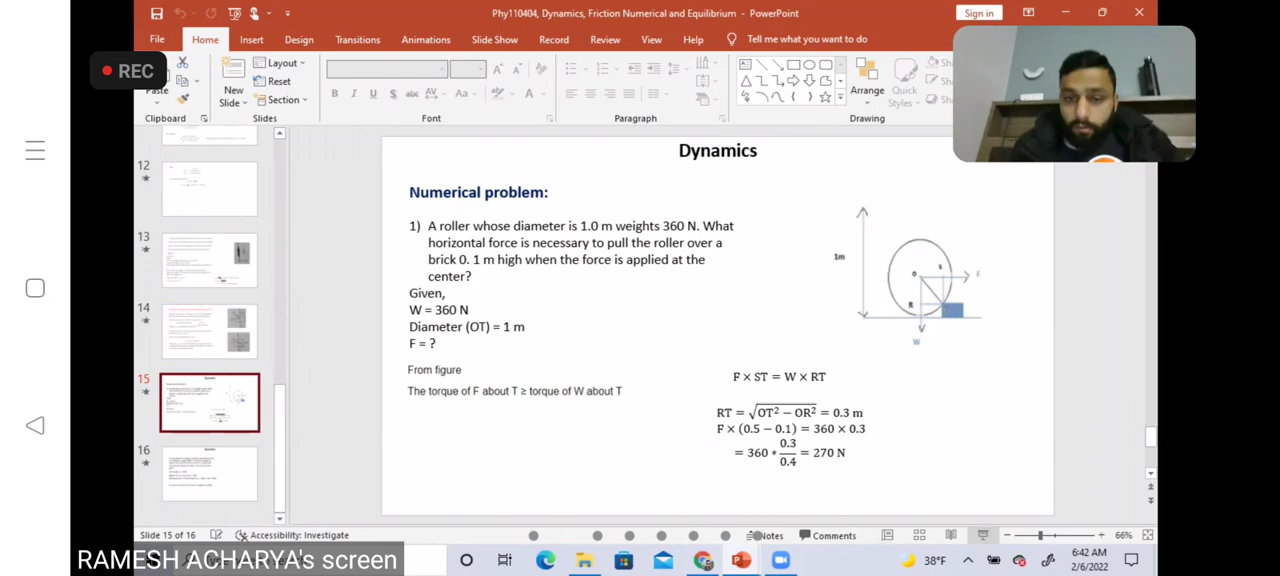 Phy110404, Dynamics, Friction Numerical and Equilibrium - PowerPoint
Sign in
File Home Insert Design Transitions Animations Slide Show Record Review View Help Tell me what you want to do
REC
Paste
New
Slide
Layout
Reset
Section
B I U S abc AV Aa A
Arrange
Quick
Styles
Sh
Sh
Sh
Clipboard
Slides
Font
Paragraph
Drawing
12
13
14
15
16
Dynamics
Numerical problem:
1) A roller whose diameter is 1.0 m weights 360 N. What
horizontal force is necessary to pull the roller over a
brick 0. 1 m high when the force is applied at the
center?
Given,
W = 360 N
Diameter (OT) = 1 m
F = ?
From figure
The torque of F about T ≥ torque of W about T
1m
O
S
F
R
W
F × ST = W × RT
RT = √OT² − OR² = 0.3 m
F × (0.5 − 0.1) = 360 × 0.3
= 360 * 0.3/0.4 = 270 N
Slide 15 of 16
Accessibility: Investigate
Notes
Comments
66%
RAMESH ACHARYA's screen
38°F
6:42 AM
2/6/2022